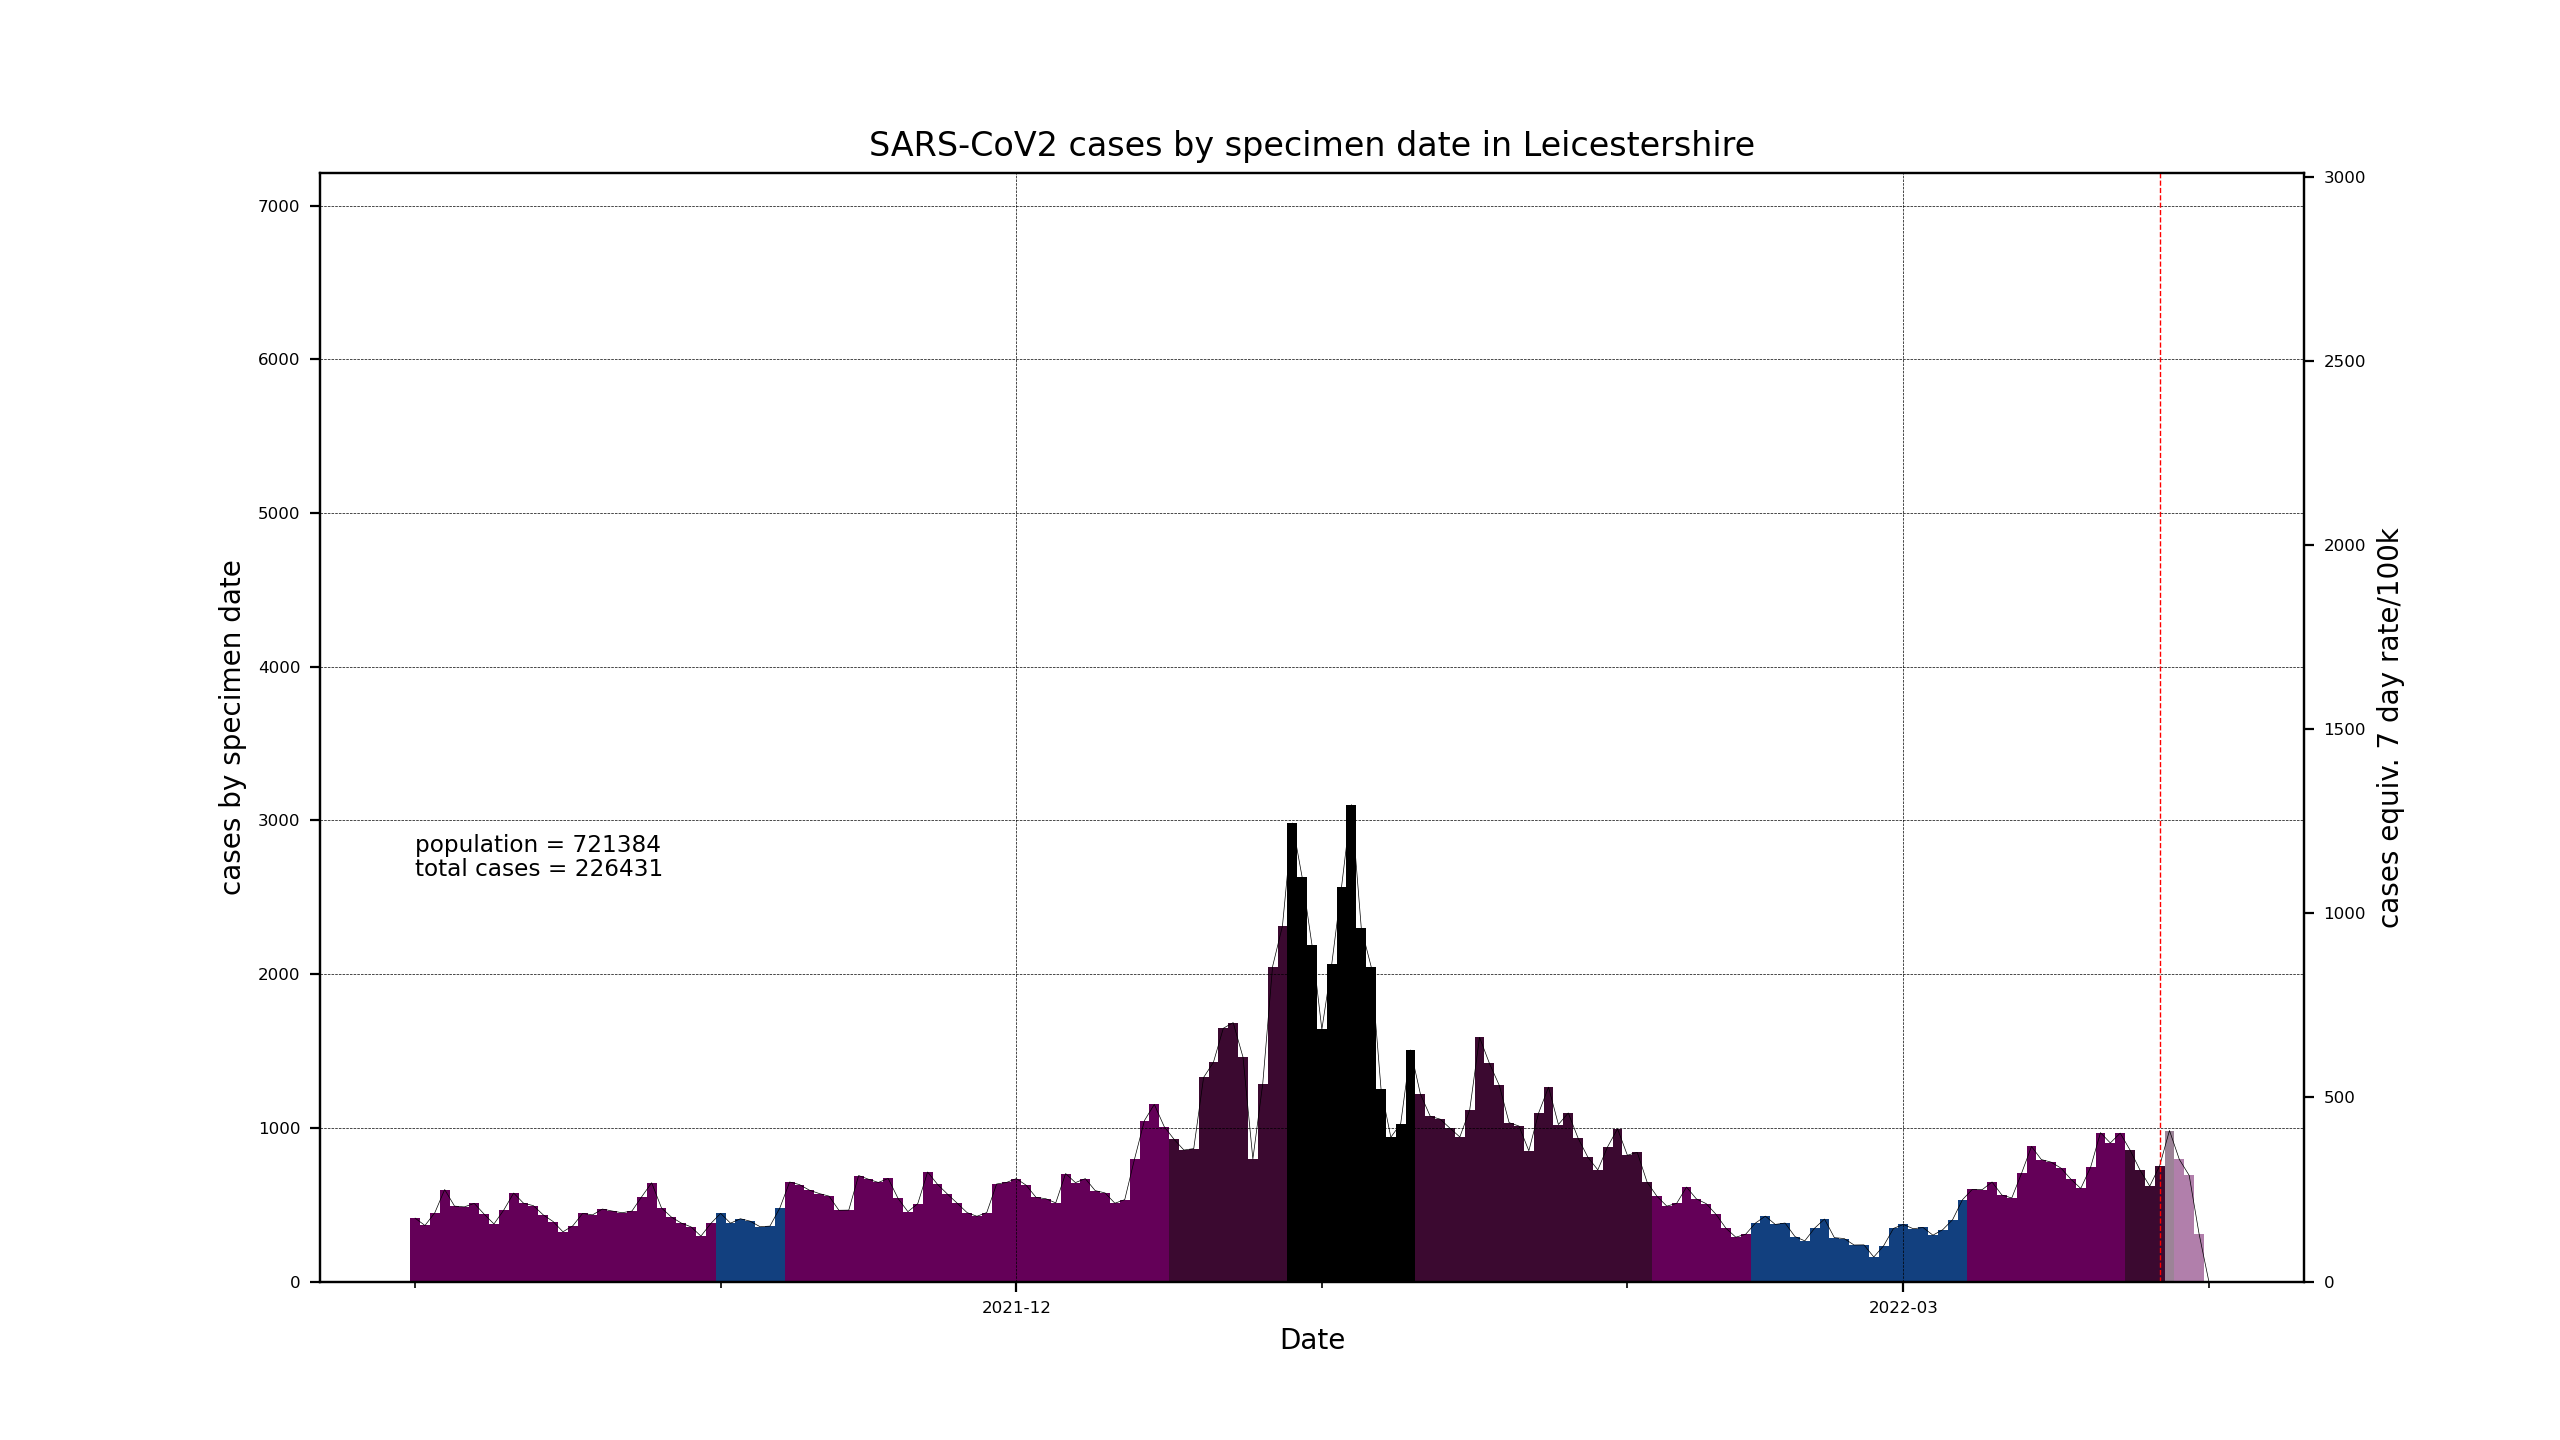 SARS-CoV2 cases by specimen date in Leicestershire
cases by specimen date
7000
6000
5000
4000
3000
2000
1000
0
population = 721384
total cases = 226431
3000
2500
2000
1500
1000
500
0
cases equiv. 7 day rate/100k
2021-12
2022-03
Date